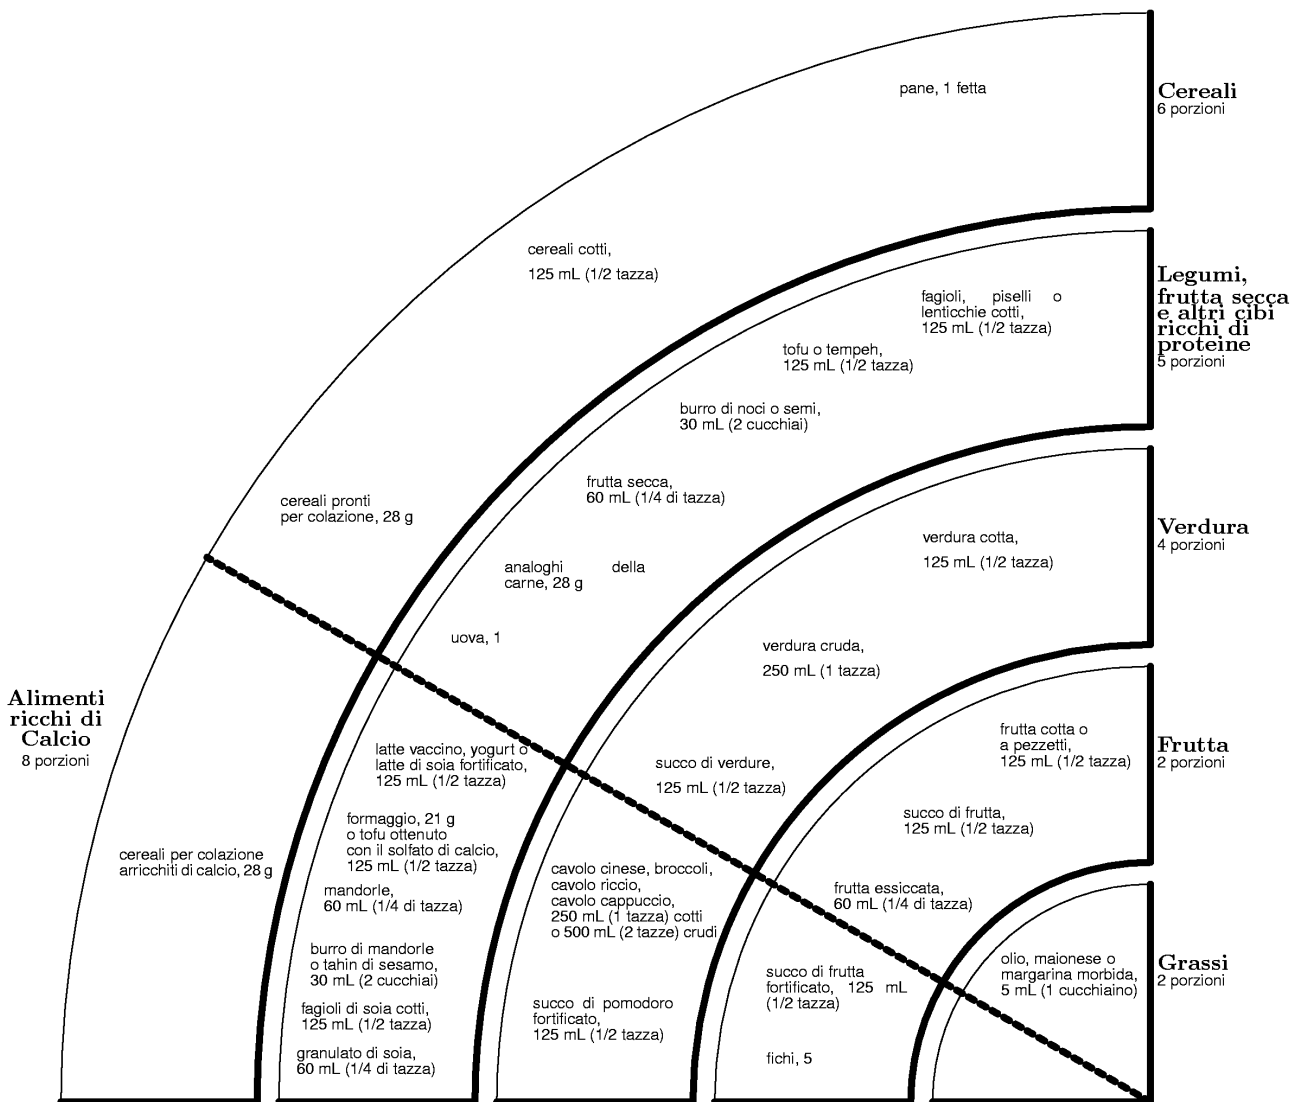 pane, 1 fetta
Cereali
6 porzioni
cereali cotti,
125 mL (1/2 tazza)
cereali pronti
per colazione, 28 g
Legumi,
frutta secca
e altri cibi
ricchi di
proteine
5 porzioni
fagioli, piselli o
lenticchie cotti,
125 mL (1/2 tazza)
tofu o tempeh,
125 mL (1/2 tazza)
burro di noci o semi,
30 mL (2 cucchiai)
frutta secca,
60 mL (1/4 di tazza)
analoghi della
carne, 28 g
uova, 1
Verdura
4 porzioni
verdura cotta,
125 mL (1/2 tazza)
verdura cruda,
250 mL (1 tazza)
succo di verdure,
125 mL (1/2 tazza)
Frutta
2 porzioni
frutta cotta o
a pezzetti,
125 mL (1/2 tazza)
succo di frutta,
125 mL (1/2 tazza)
frutta essiccata,
60 mL (1/4 di tazza)
Grassi
2 porzioni
olio, maionese o
margarina morbida,
5 mL (1 cucchiaino)
Alimenti
ricchi di
Calcio
8 porzioni
cereali per colazione
arricchiti di calcio, 28 g
latte vaccino, yogurt o
latte di soia fortificato,
125 mL (1/2 tazza)
formaggio, 21 g
o tofu ottenuto
con il solfato di calcio,
125 mL (1/2 tazza)
mandorle,
60 mL (1/4 di tazza)
burro di mandorle
o tahin di sesamo,
30 mL (2 cucchiai)
fagioli di soia cotti,
125 mL (1/2 tazza)
granulato di soia,
60 mL (1/4 di tazza)
cavolo cinese, broccoli,
cavolo riccio,
cavolo cappuccio,
250 mL (1 tazza) cotti
o 500 mL (2 tazze) crudi
succo di pomodoro
fortificato,
125 mL (1/2 tazza)
succo di frutta
fortificato, 125 mL
(1/2 tazza)
fichi, 5